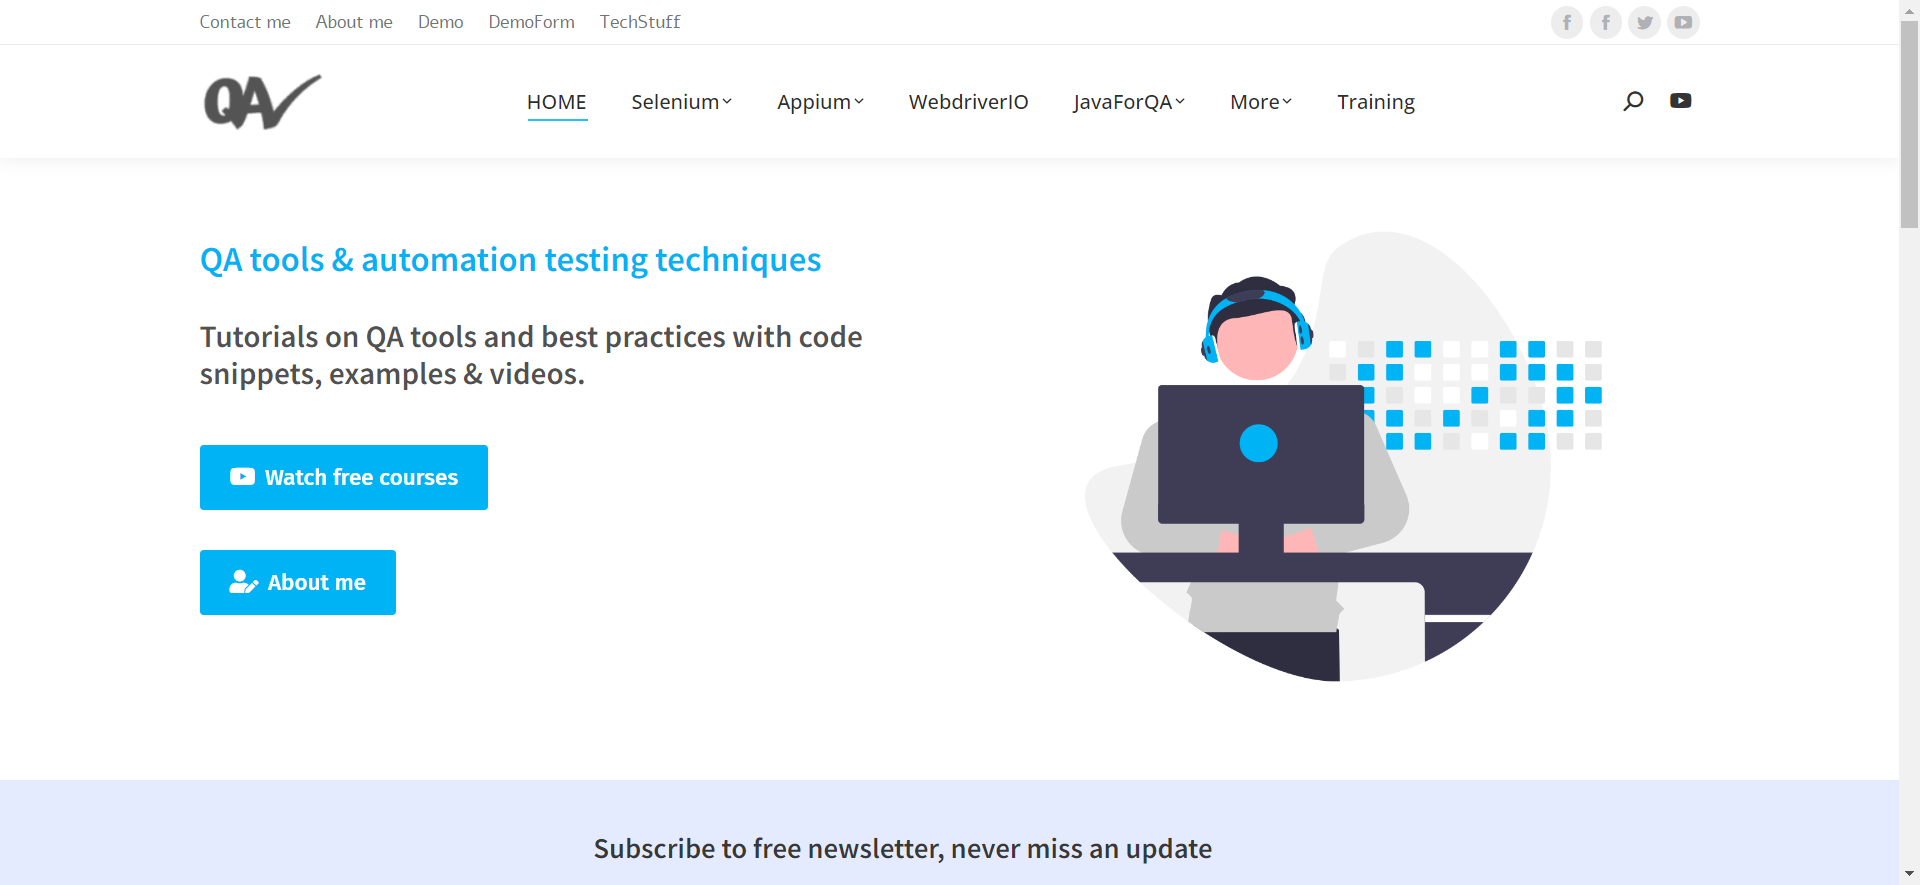 Contact me About me Demo DemoForm TechStuff
QA
HOME Selenium Appium WebdriverIO JavaForQA More Training
QA tools & automation testing techniques
Tutorials on QA tools and best practices with code
snippets, examples & videos.
Watch free courses
About me
Subscribe to free newsletter, never miss an update